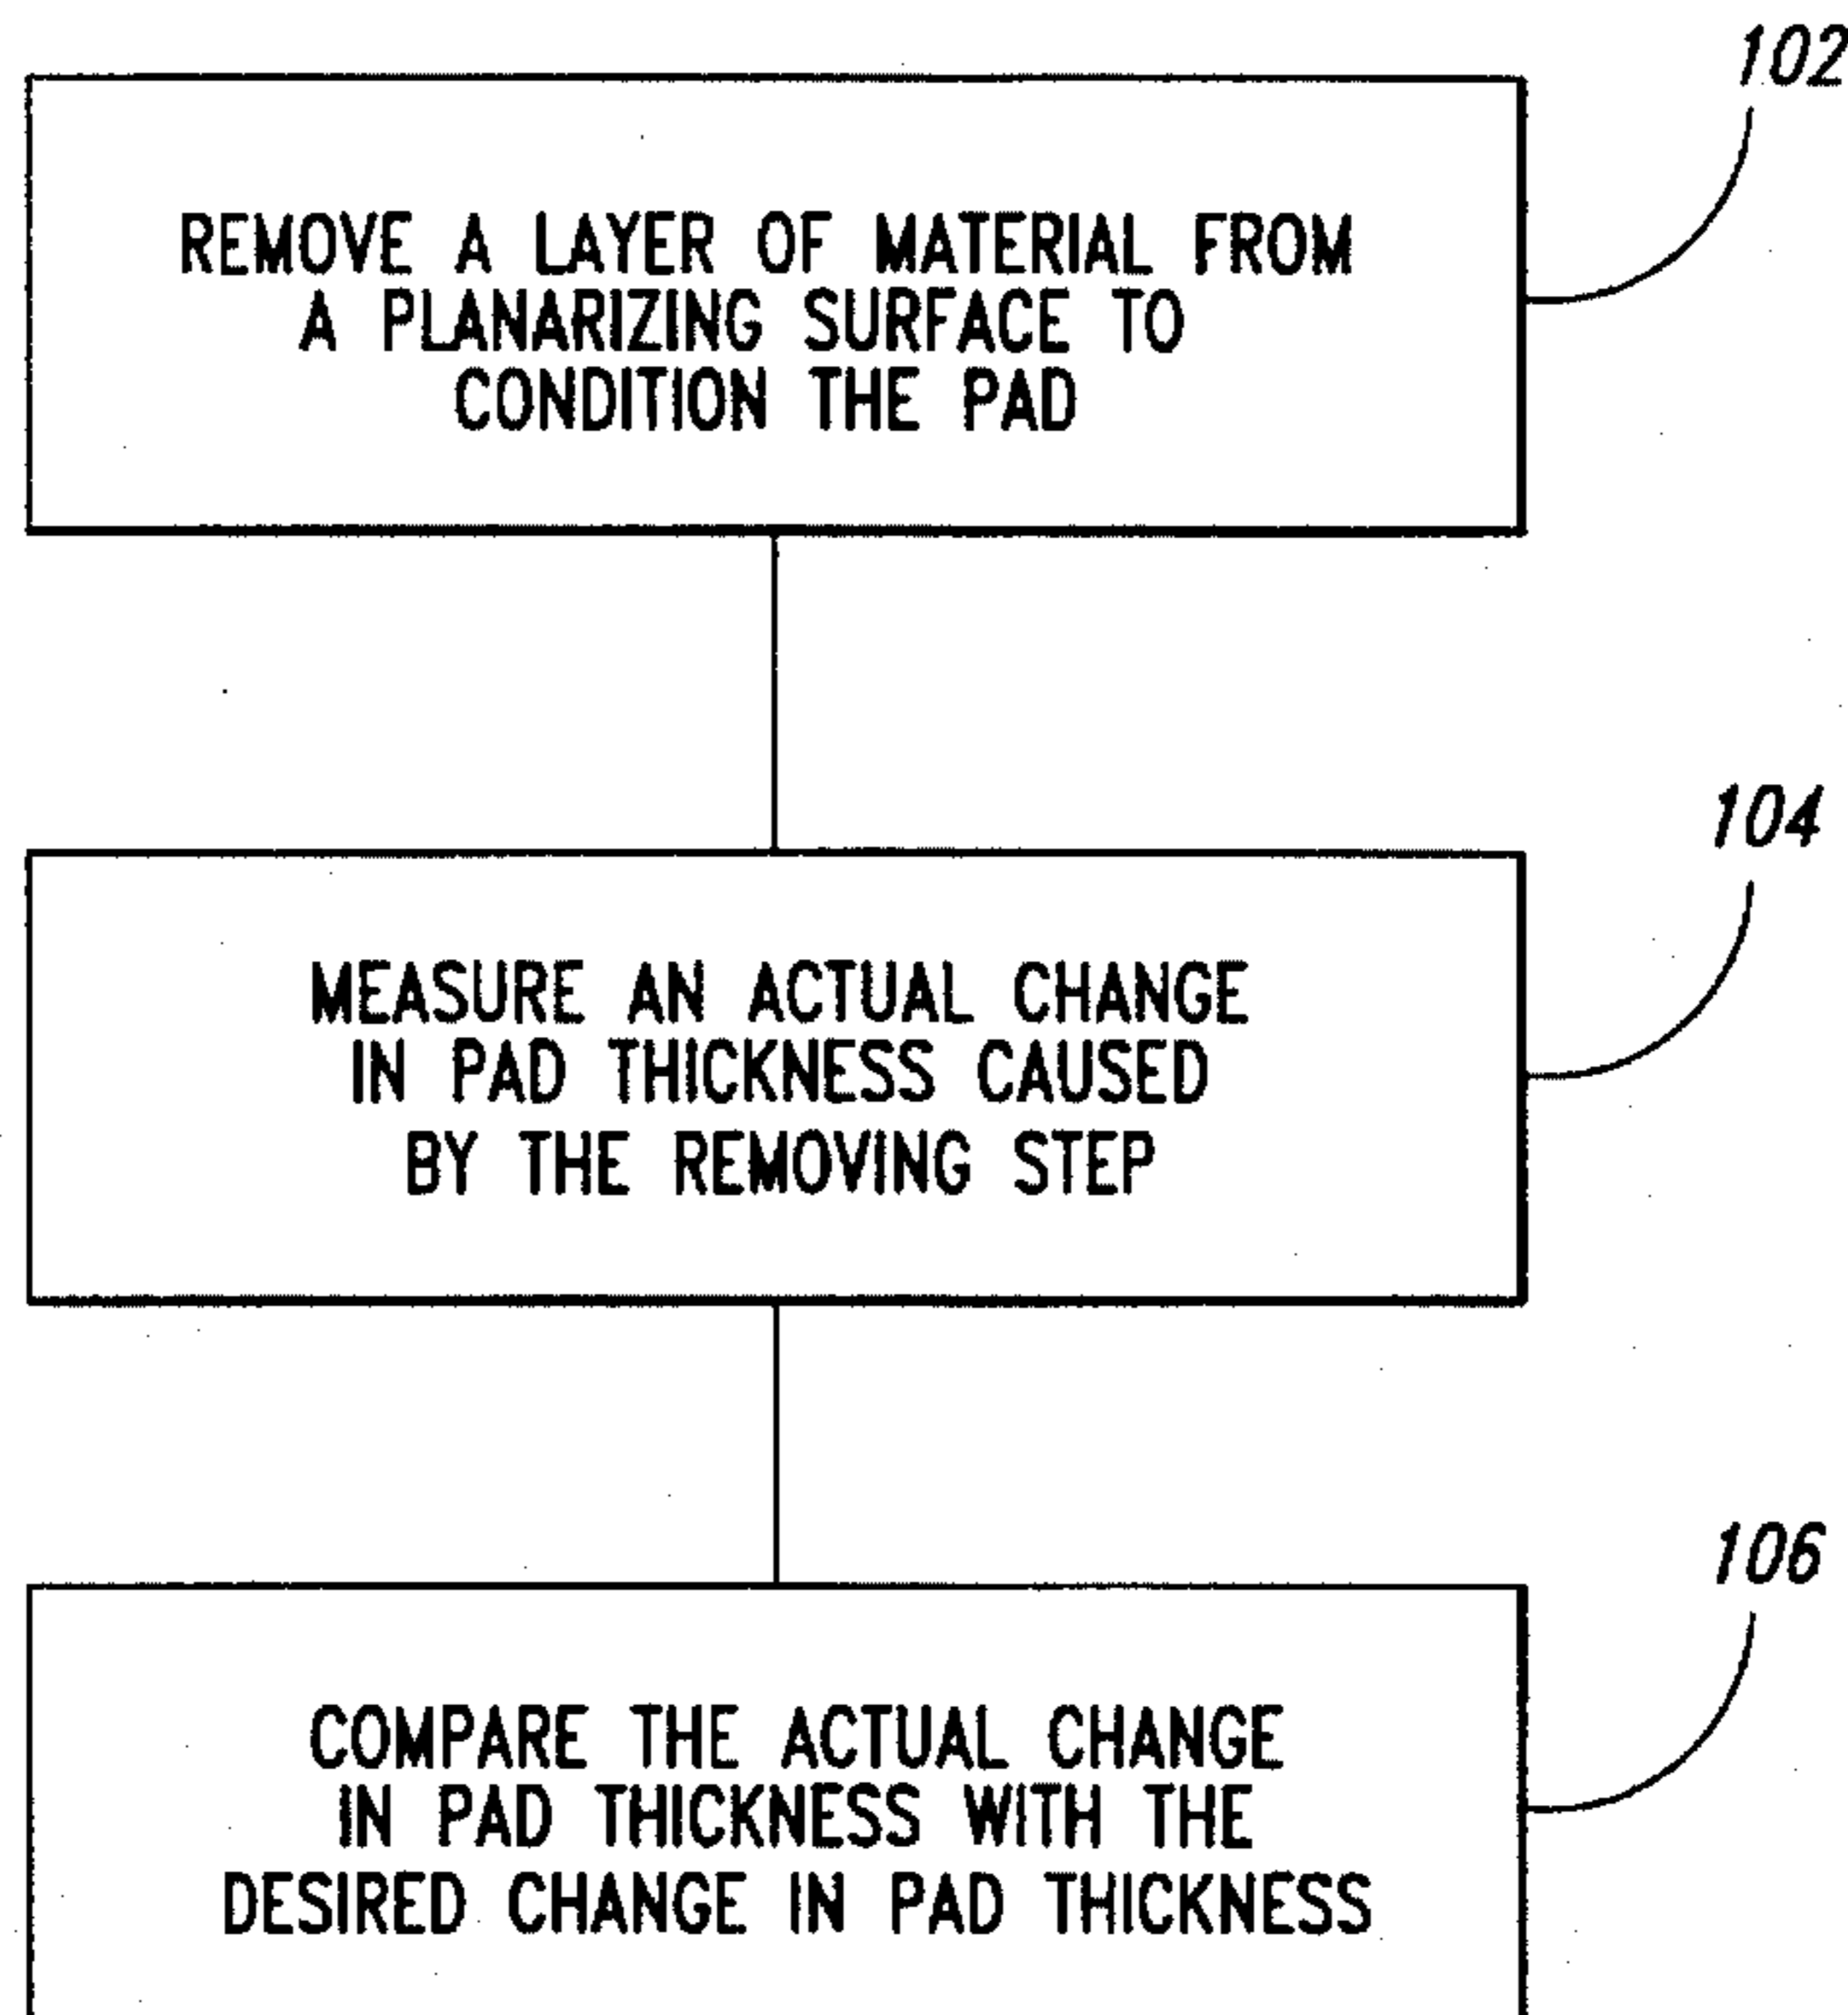 102
REMOVE A LAYER OF MATERIAL FROM
A PLANARIZING SURFACE TO
CONDITION THE PAD
104
MEASURE AN ACTUAL CHANGE
IN PAD THICKNESS CAUSED
BY THE REMOVING STEP
106
COMPARE THE ACTUAL CHANGE
IN PAD THICKNESS WITH THE
DESIRED CHANGE IN PAD THICKNESS